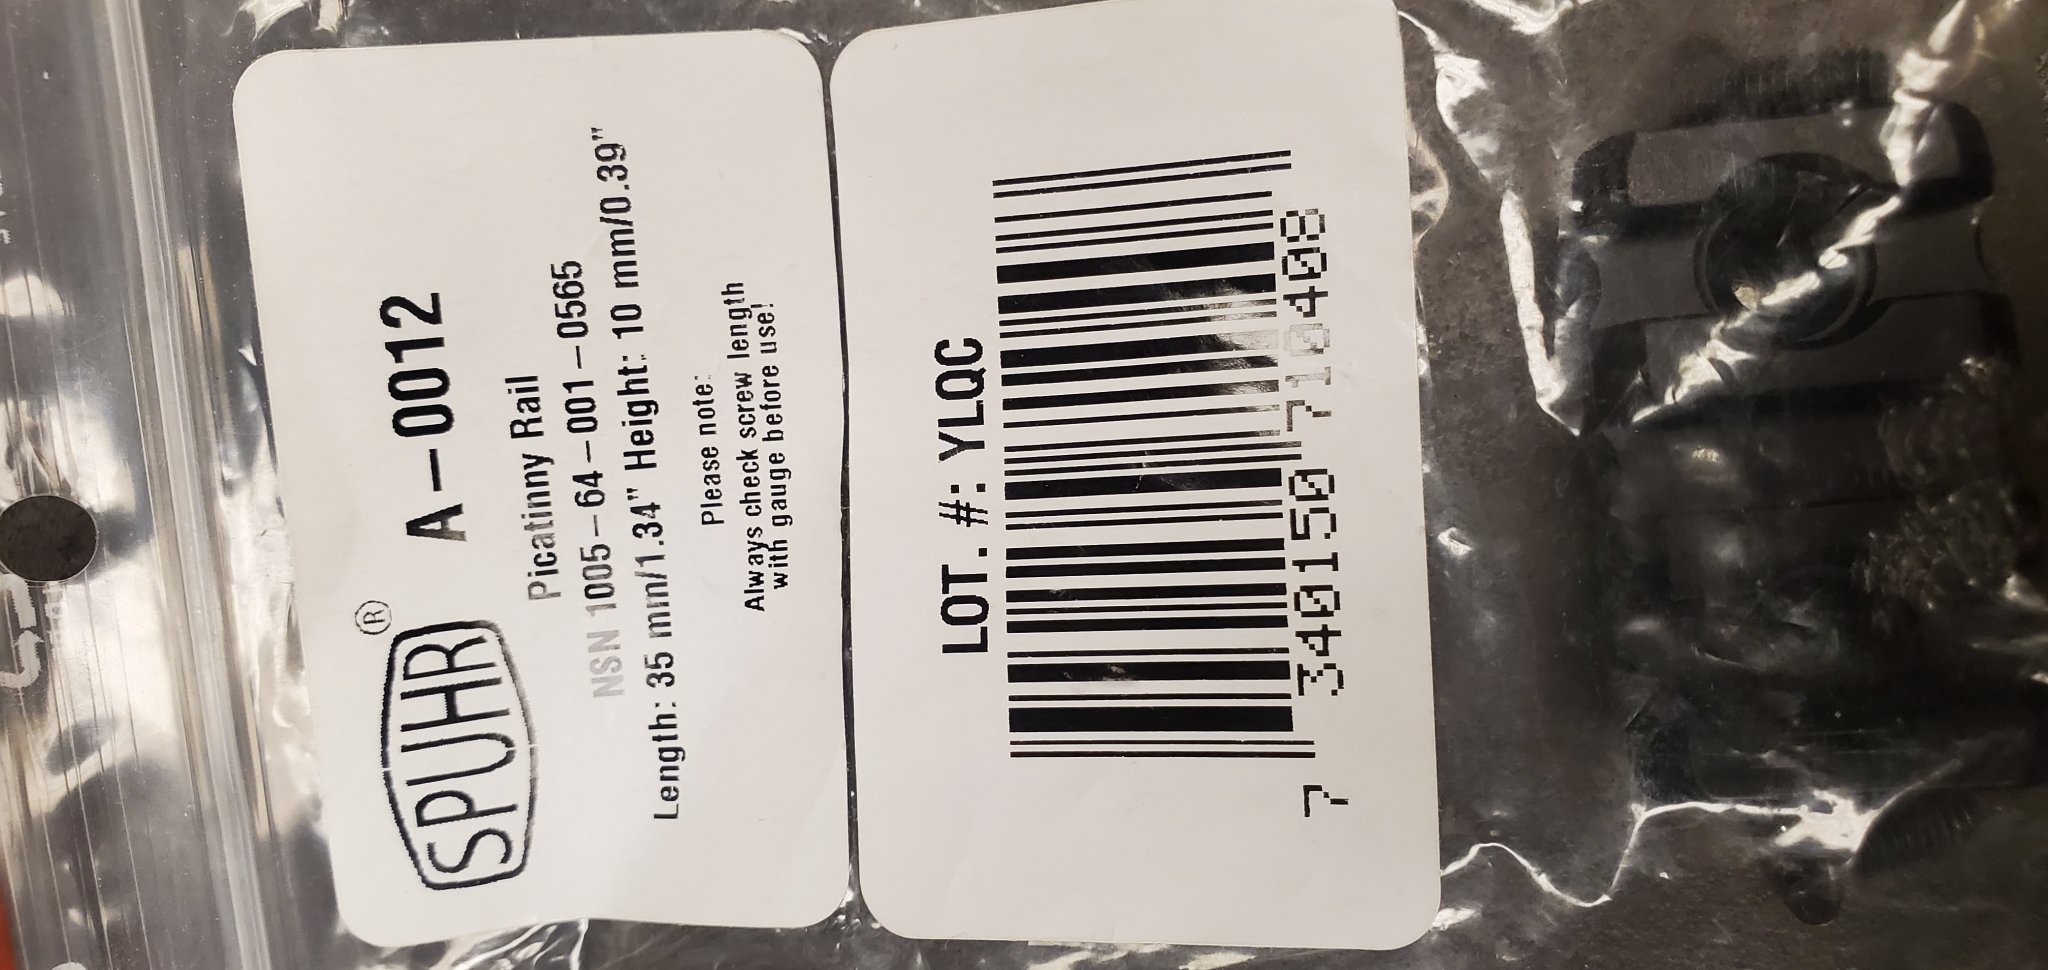 SPUHR®
A-0012
Picatinny Rail
NSN 1005-64-001-0565
Length: 35 mm/1.34" Height: 10 mm/0.39"
Please note:
Always check screw length
with gauge before use!
LOT. #: YLQC
7 340150 710408